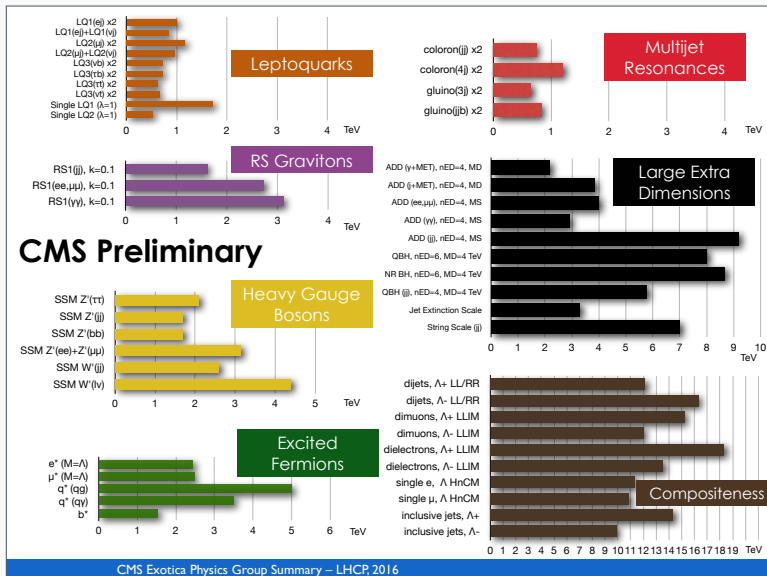 LQ1(ej) x2
LQ1(ej)+LQ1(νj)
LQ2(μj) x2
LQ2(μj)+LQ2(νj)
LQ3(νb) x2
LQ3(τb) x2
LQ3(τt) x2
LQ3(νt) x2
Single LQ1 (λ=1)
Single LQ2 (λ=1)
0 1 2 3 4 TeV
Leptoquarks
coloron(jj) x2
coloron(4j) x2
gluino(3j) x2
gluino(jjb) x2
0 1 2 3 4 TeV
Multijet
Resonances
RS1(jj), k=0.1
RS1(ee,μμ), k=0.1
RS1(γγ), k=0.1
0 1 2 3 4 TeV
RS Gravitons
ADD (γ+MET), nED=4, MD
ADD (j+MET), nED=4, MD
ADD (ee,μμ), nED=4, MS
ADD (γγ), nED=4, MS
ADD (jj), nED=4, MS
QBH, nED=6, MD=4 TeV
NR BH, nED=6, MD=4 TeV
QBH (jj), nED=4, MD=4 TeV
Jet Extinction Scale
String Scale (jj)
0 1 2 3 4 5 6 7 8 9 10
TeV
Large Extra
Dimensions
CMS Preliminary
SSM Z'(ττ)
SSM Z'(jj)
SSM Z'(bb)
SSM Z'(ee)+Z'(μμ)
SSM W'(jj)
SSM W'(lv)
0 1 2 3 4 5 TeV
Heavy Gauge
Bosons
e* (M=Λ)
μ* (M=Λ)
q* (qg)
q* (qγ)
b*
0 1 2 3 4 5 6 TeV
Excited
Fermions
dijets, Λ+ LL/RR
dijets, Λ- LL/RR
dimuons, Λ+ LLIM
dimuons, Λ- LLIM
dielectrons, Λ+ LLIM
dielectrons, Λ- LLIM
single e, Λ HnCM
single μ, Λ HnCM
inclusive jets, Λ+
inclusive jets, Λ-
0 1 2 3 4 5 6 7 8 9 10 11 12 13 14 15 16 17 18 19 TeV
Compositeness
CMS Exotica Physics Group Summary – LHCP, 2016